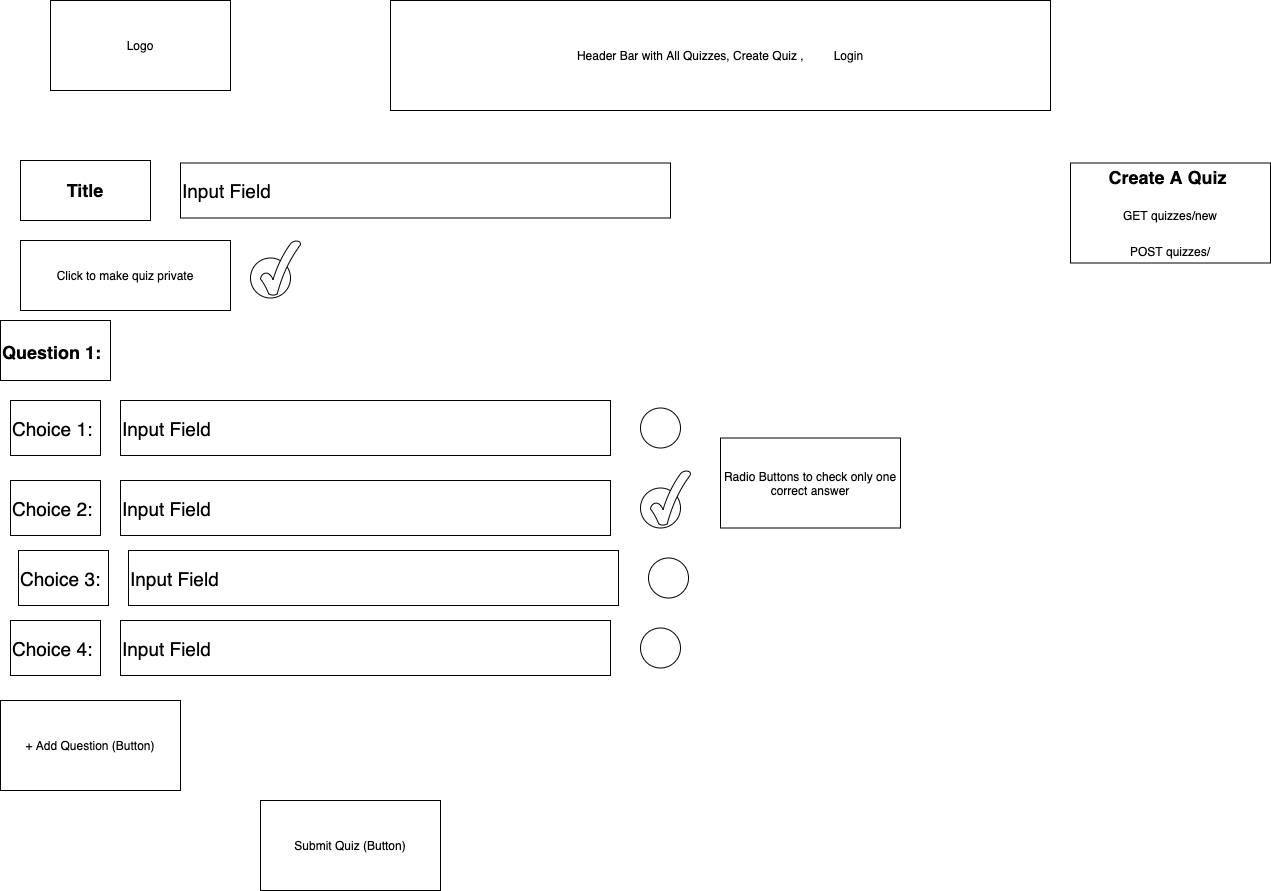 Logo
Header Bar with All Quizzes, Create Quiz , Login
Title
Input Field
Create A Quiz
GET quizzes/new
POST quizzes/
Click to make quiz private
Question 1:
Choice 1:
Input Field
Radio Buttons to check only one
correct answer
Choice 2:
Input Field
Choice 3:
Input Field
Choice 4:
Input Field
+ Add Question (Button)
Submit Quiz (Button)